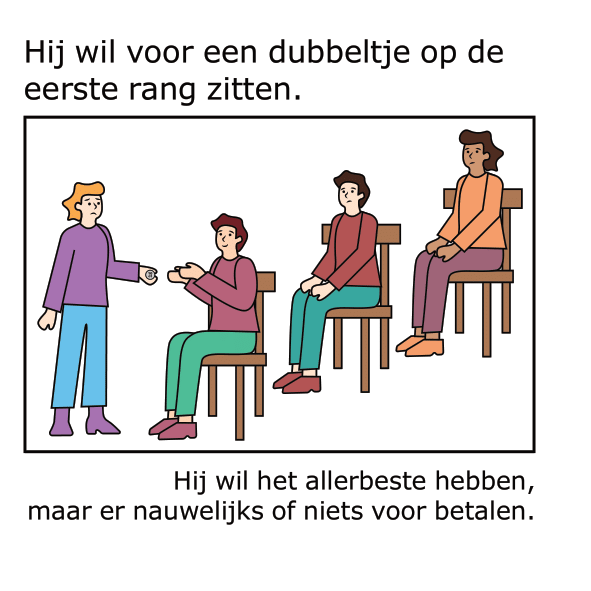 Hij wil voor een dubbeltje op de
eerste rang zitten.
Hij wil het allerbeste hebben,
maar er nauwelijks of niets voor betalen.